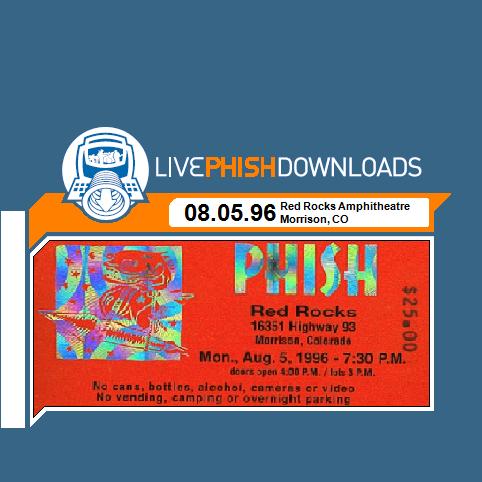 LIVEPHISHDOWNLOADS
08.05.96 Red Rocks Amphitheatre
Morrison, CO
PHISH
Red Rocks
16351 Highway 93
Morrison, Colorado
Mon., Aug. 5, 1996 - 7:30 P.M.
doors open 4:00 P.M. / lots 3 P.M.
No cans, bottles, alcohol, cameras or video
No vending, camping or overnight parking
$25.00